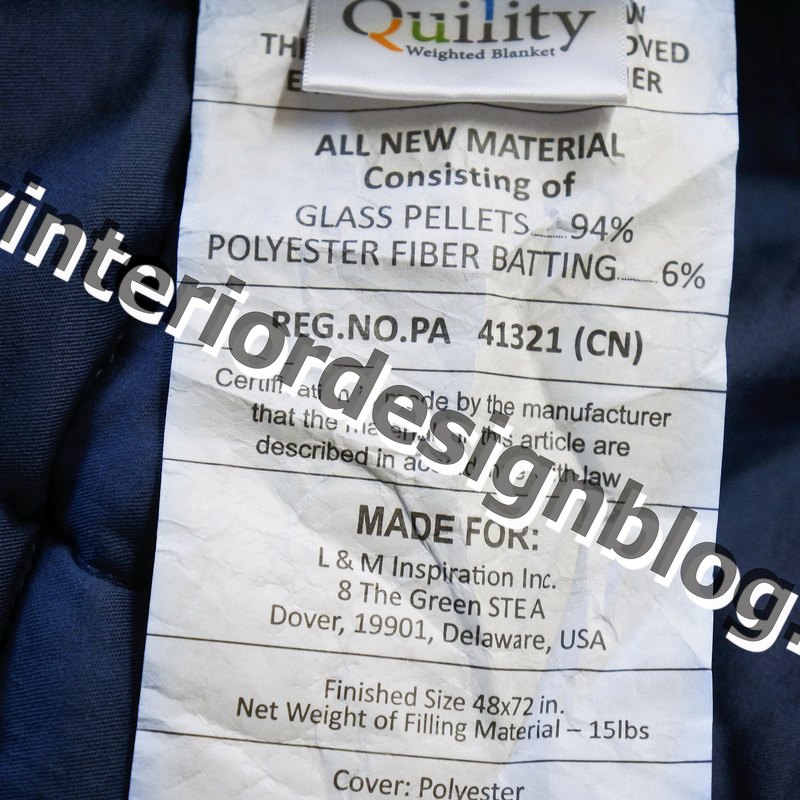 Quility
Weighted Blanket
ALL NEW MATERIAL
Consisting of
GLASS PELLETS......94%
POLYESTER FIBER BATTING......6%
REG.NO.PA 41321 (CN)
by the manufacturer
that the this article are
described in law
MADE FOR:
L & M Inspiration Inc.
8 The Green STE A
Dover, 19901, Delaware, USA
Finished Size 48x72 in.
Net Weight of Filling Material – 15lbs
Cover: Polyester
interiordesignblog.